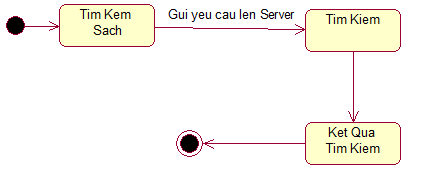 Tim Kem
Sach
Gui yeu cau len Server
Tim Kiem
Ket Qua
Tim Kiem